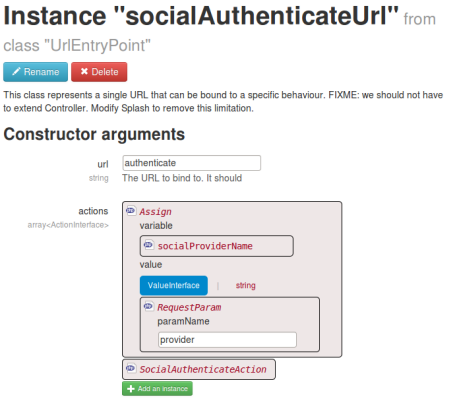 Instance "socialAuthenticateUrl" from
class "UrlEntryPoint"
Rename Delete
This class represents a single URL that can be bound to a specific behaviour. FIXME: we should not have
to extend Controller. Modify Splash to remove this limitation.
Constructor arguments
url authenticate
string The URL to bind to. It should
actions Assign
array<ActionInterface> variable
socialProviderName
value
ValueInterface | string
RequestParam
paramName
provider
SocialAuthenticateAction
Add an instance